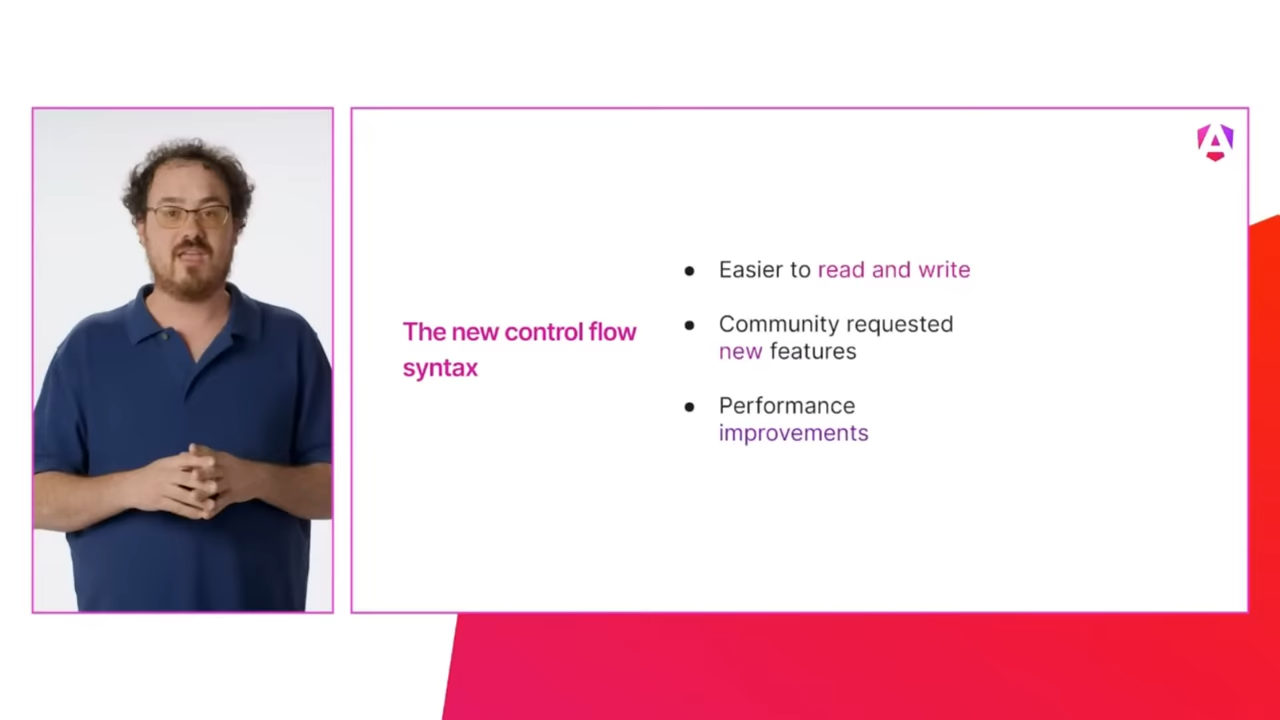 The new control flow
syntax
Easier to read and write
Community requested
new features
Performance
improvements